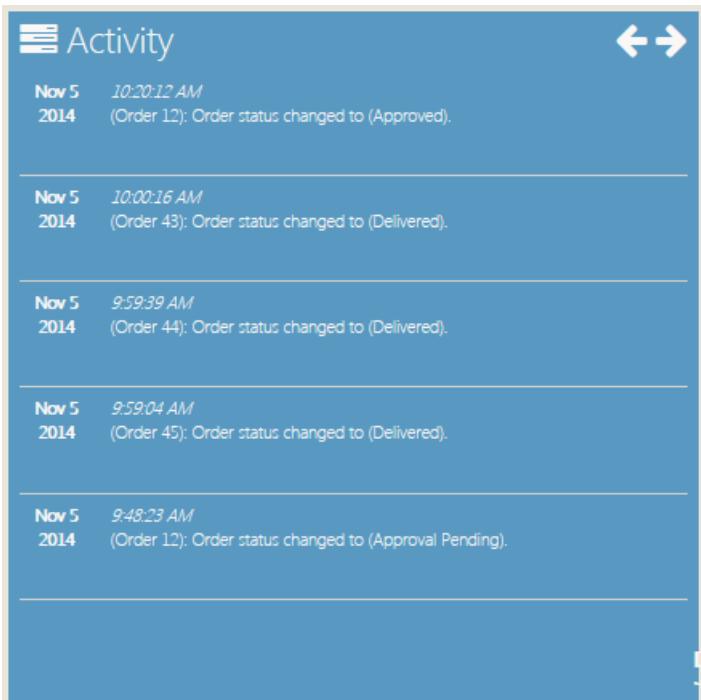 Activity
Nov 5 10:20:12 AM
2014 (Order 12): Order status changed to (Approved).
Nov 5 10:00:16 AM
2014 (Order 43): Order status changed to (Delivered).
Nov 5 9:59:39 AM
2014 (Order 44): Order status changed to (Delivered).
Nov 5 9:59:04 AM
2014 (Order 45): Order status changed to (Delivered).
Nov 5 9:48:23 AM
2014 (Order 12): Order status changed to (Approval Pending).